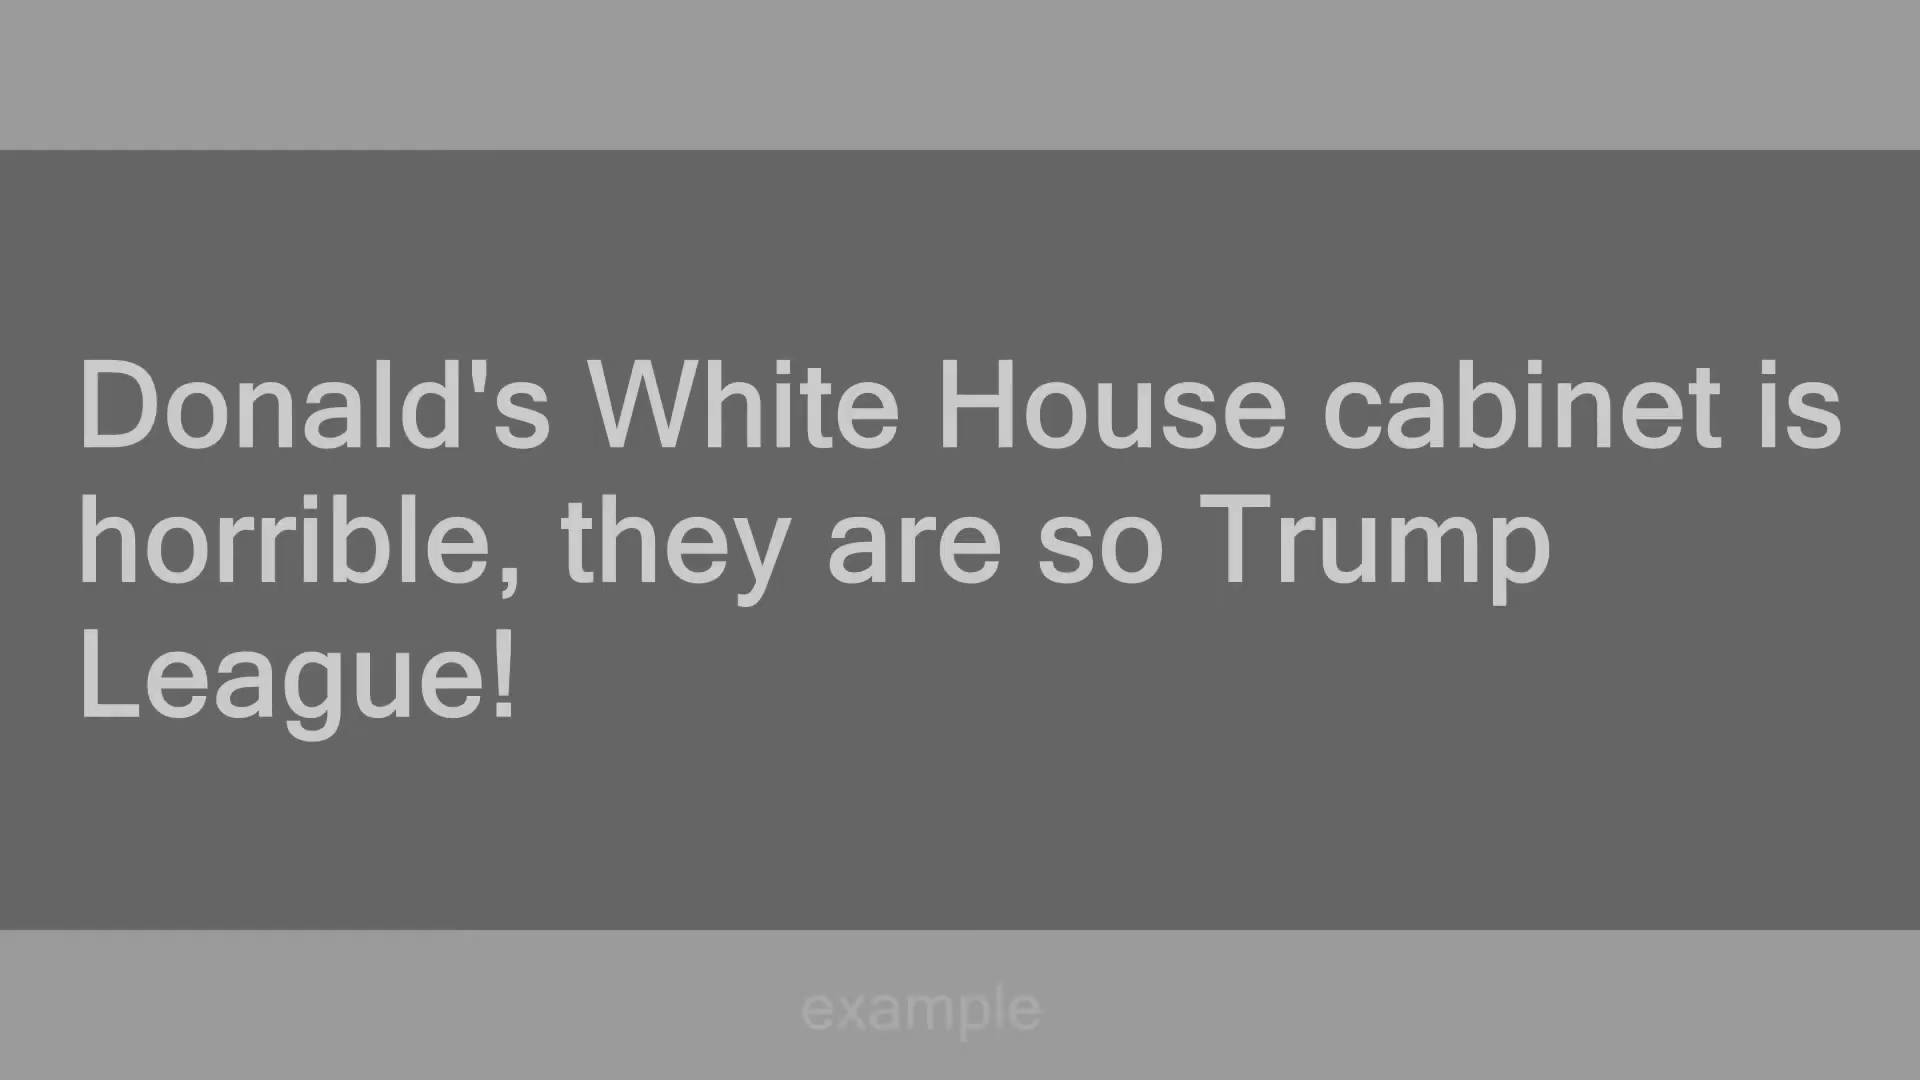 Donald's White House cabinet is
horrible, they are so Trump
League!
example